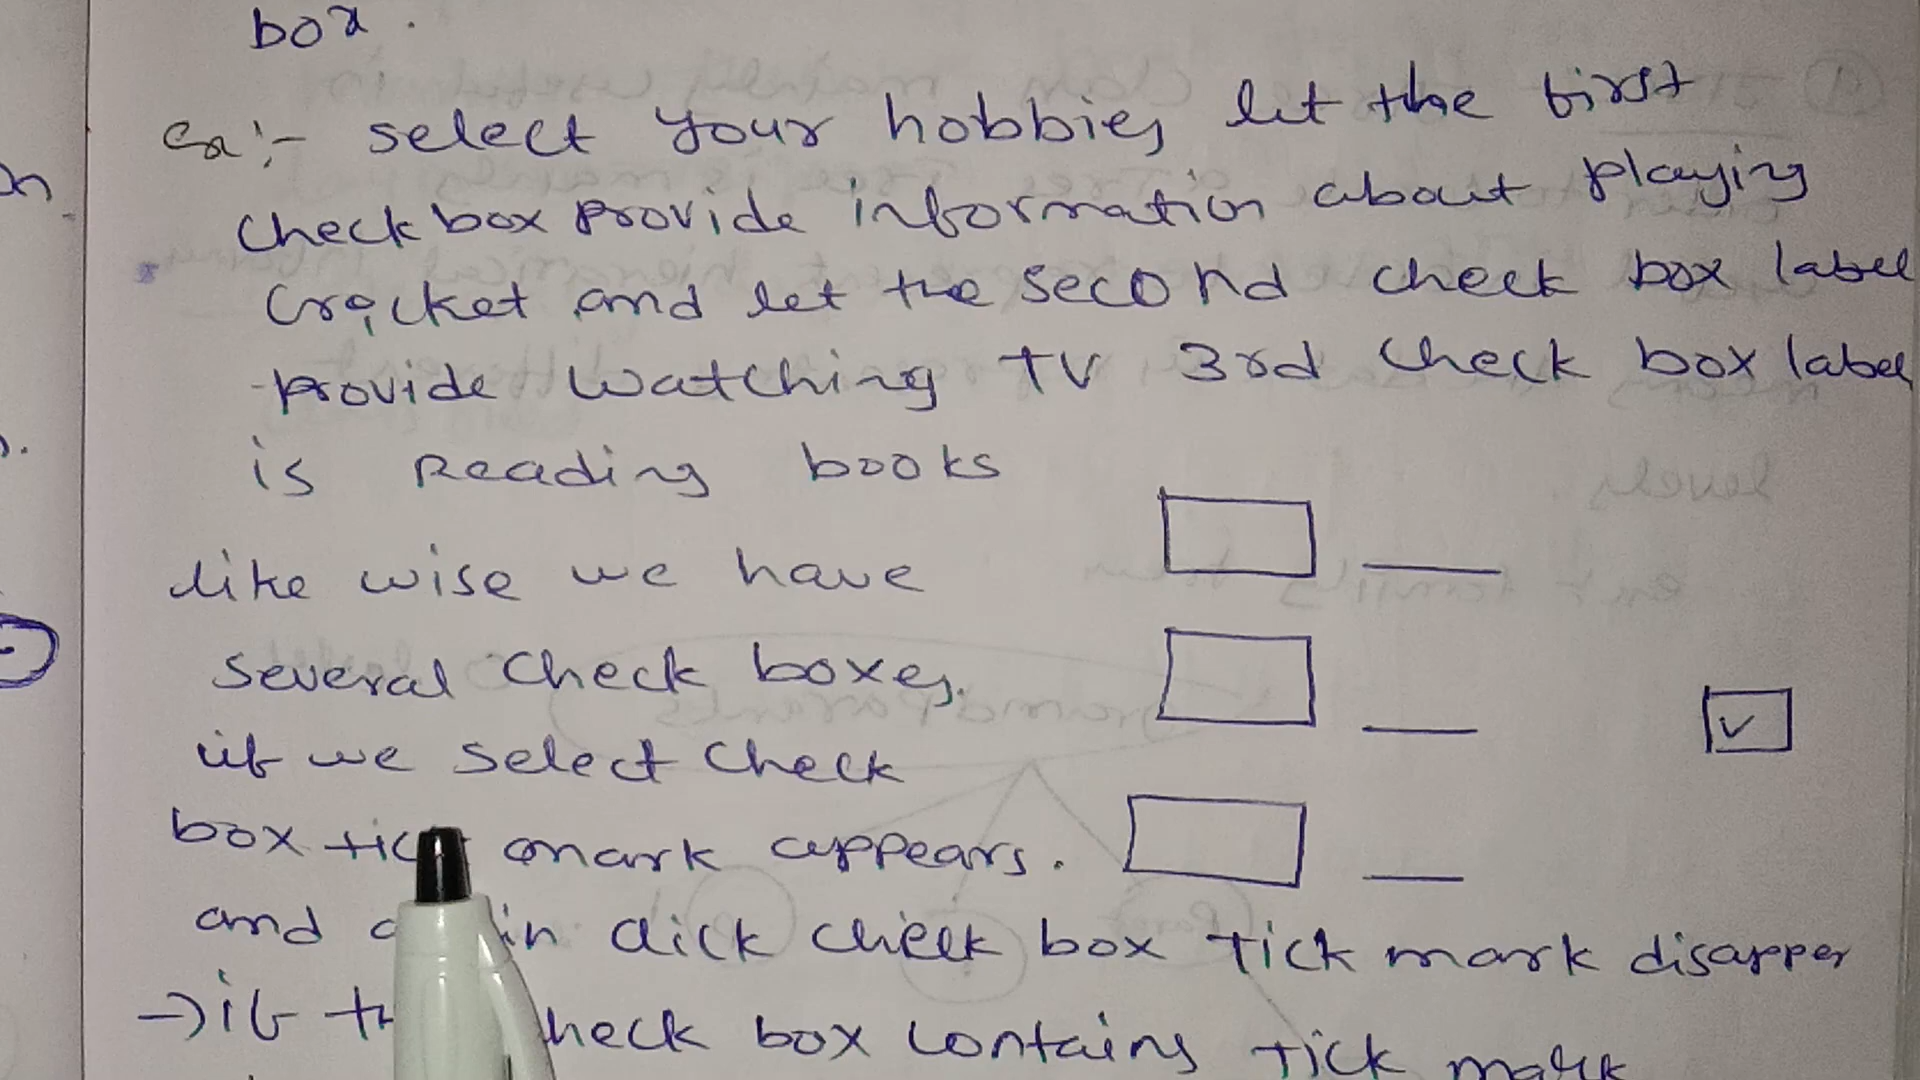 box.
Ex:- select your hobbies let the first
check box provide information about playing
Cricket and let the second check box label
provide watching TV 3rd check box label
is Reading books
like wise we have
several check boxes.
if we select check
box tick mark appears.
and click check box tick mark disapper
→ if check box contains tick mark